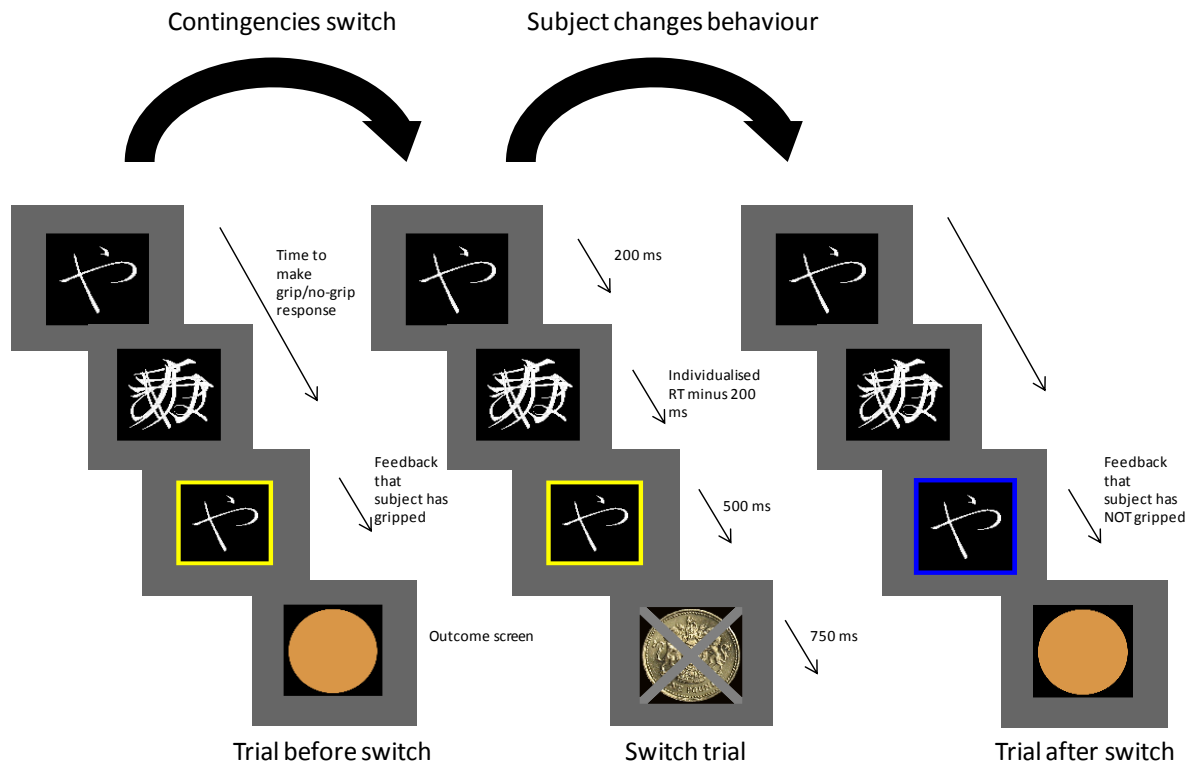 Contingencies switch
Subject changes behaviour
や
Time to
make
grip/no-grip
response
や
200 ms
や
Individualised
RT minus 200
ms
や
Feedback
that
subject has
gripped
や
500 ms
や
Feedback
that
subject has
NOT gripped
Outcome screen
750 ms
Trial before switch
Switch trial
Trial after switch